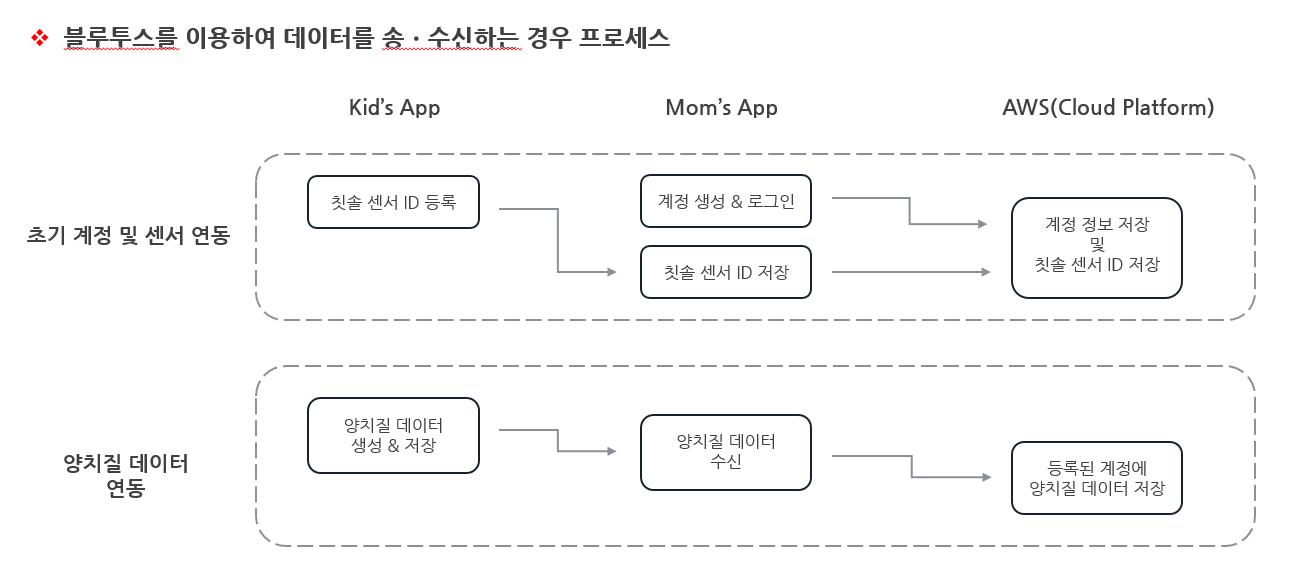 ❖ 블루투스를 이용하여 데이터를 송 · 수신하는 경우 프로세스
Kid’s App
Mom’s App
AWS(Cloud Platform)
초기 계정 및 센서 연동
칫솔 센서 ID 등록
계정 생성 & 로그인
칫솔 센서 ID 저장
계정 정보 저장
및
칫솔 센서 ID 저장
양치질 데이터
연동
양치질 데이터
생성 & 저장
양치질 데이터
수신
등록된 계정에
양치질 데이터 저장